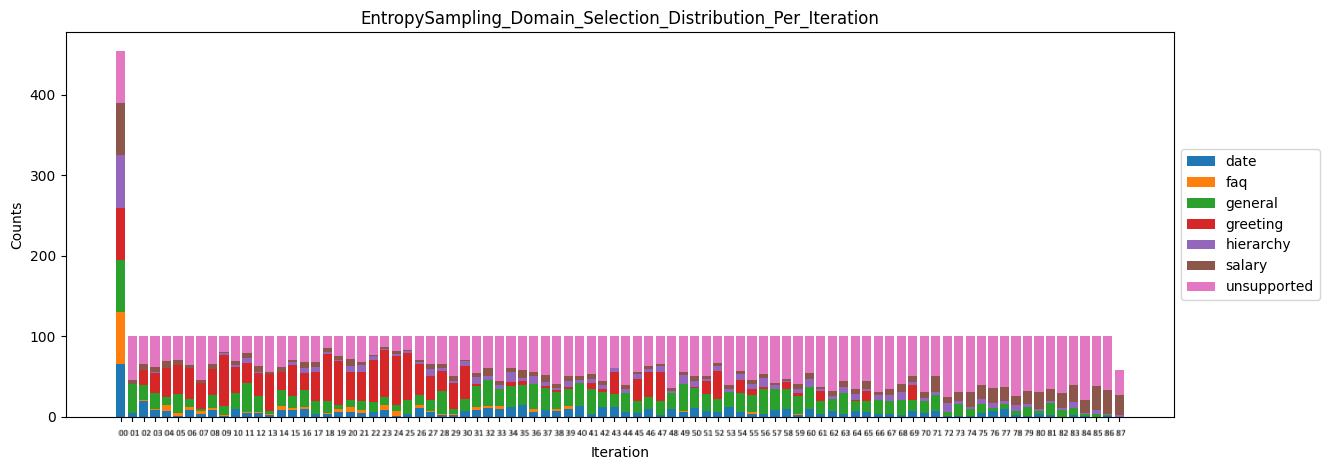 EntropySampling_Domain_Selection_Distribution_Per_Iteration
Counts
400
300
200
100
0
00 01 02 03 04 05 06 07 08 09 10 11 12 13 14 15 16 17 18 19 20 21 22 23 24 25 26 27 28 29 30 31 32 33 34 35 36 37 38 39 40 41 42 43 44 45 46 47 48 49 50 51 52 53 54 55 56 57 58 59 60 61 62 63 64 65 66 67 68 69 70 71 72 73 74 75 76 77 78 79 80 81 82 83 84 85 86 87
Iteration
date
faq
general
greeting
hierarchy
salary
unsupported